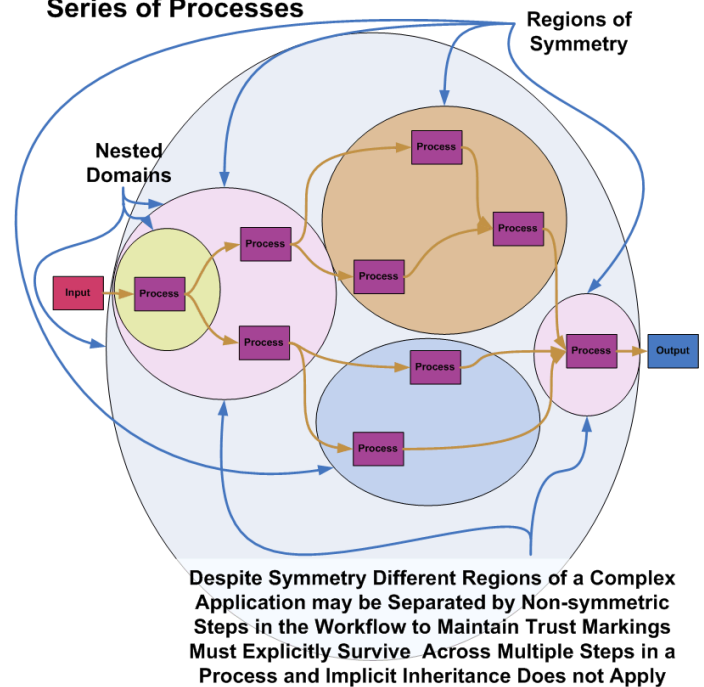 Series of Processes
Regions of
Symmetry
Nested
Domains
Process
Process
Process
Input
Process
Process
Process
Process
Process
Output
Process
Despite Symmetry Different Regions of a Complex
Application may be Separated by Non-symmetric
Steps in the Workflow to Maintain Trust Markings
Must Explicitly Survive Across Multiple Steps in a
Process and Implicit Inheritance Does not Apply